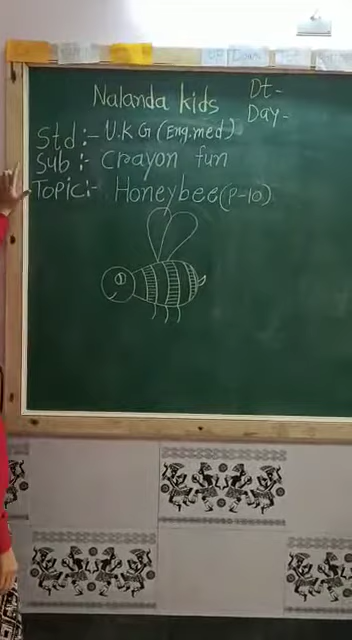 Nalanda kids
Dt-
Day-
Std:- U.K.G (Eng.med)
Sub:- Crayon fun
Topic:- Honeybee (P-10)